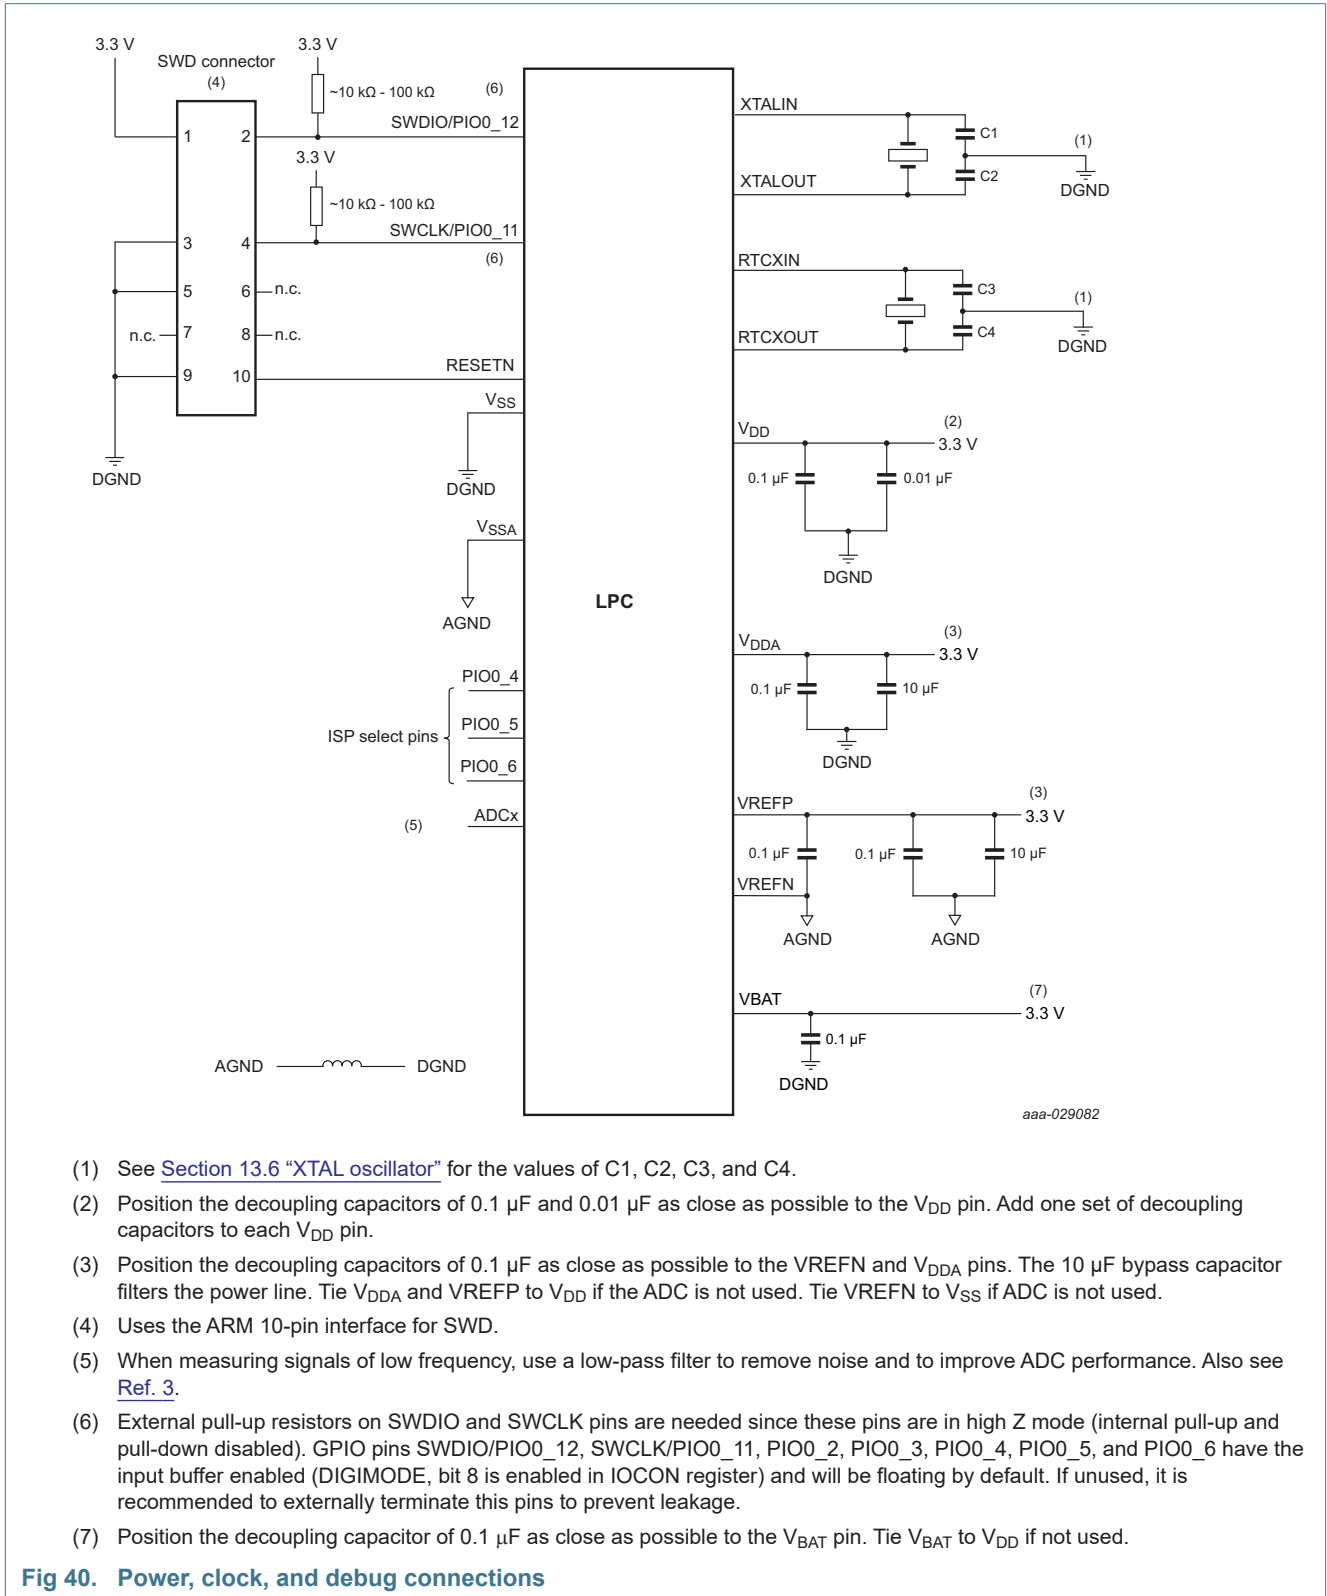 3.3 V
SWD connector
(4)
3.3 V
~10 kΩ - 100 kΩ
(6)
1
2
SWDIO/PIO0_12
3.3 V
~10 kΩ - 100 kΩ
3
4
SWCLK/PIO0_11
(6)
5
6
n.c.
n.c.
7
8
n.c.
9
10
RESETN
DGND
VSS
DGND
VSSA
AGND
ISP select pins
PIO0_4
PIO0_5
PIO0_6
(5)
ADCx
AGND
DGND
LPC
XTALIN
C1
(1)
C2
XTALOUT
DGND
RTCXIN
C3
(1)
C4
RTCXOUT
DGND
VDD
(2)
3.3 V
0.1 µF
0.01 µF
DGND
VDDA
(3)
3.3 V
0.1 µF
10 µF
DGND
VREFP
(3)
3.3 V
0.1 µF
0.1 µF
10 µF
VREFN
AGND
AGND
VBAT
(7)
3.3 V
0.1 µF
DGND
aaa-029082
(1) See Section 13.6 “XTAL oscillator” for the values of C1, C2, C3, and C4.
(2) Position the decoupling capacitors of 0.1 µF and 0.01 µF as close as possible to the VDD pin. Add one set of decoupling
capacitors to each VDD pin.
(3) Position the decoupling capacitors of 0.1 µF as close as possible to the VREFN and VDDA pins. The 10 µF bypass capacitor
filters the power line. Tie VDDA and VREFP to VDD if the ADC is not used. Tie VREFN to VSS if ADC is not used.
(4) Uses the ARM 10-pin interface for SWD.
(5) When measuring signals of low frequency, use a low-pass filter to remove noise and to improve ADC performance. Also see
Ref. 3.
(6) External pull-up resistors on SWDIO and SWCLK pins are needed since these pins are in high Z mode (internal pull-up and
pull-down disabled). GPIO pins SWDIO/PIO0_12, SWCLK/PIO0_11, PIO0_2, PIO0_3, PIO0_4, PIO0_5, and PIO0_6 have the
input buffer enabled (DIGIMODE, bit 8 is enabled in IOCON register) and will be floating by default. If unused, it is
recommended to externally terminate this pins to prevent leakage.
(7) Position the decoupling capacitor of 0.1 µF as close as possible to the VBAT pin. Tie VBAT to VDD if not used.
Fig 40. Power, clock, and debug connections